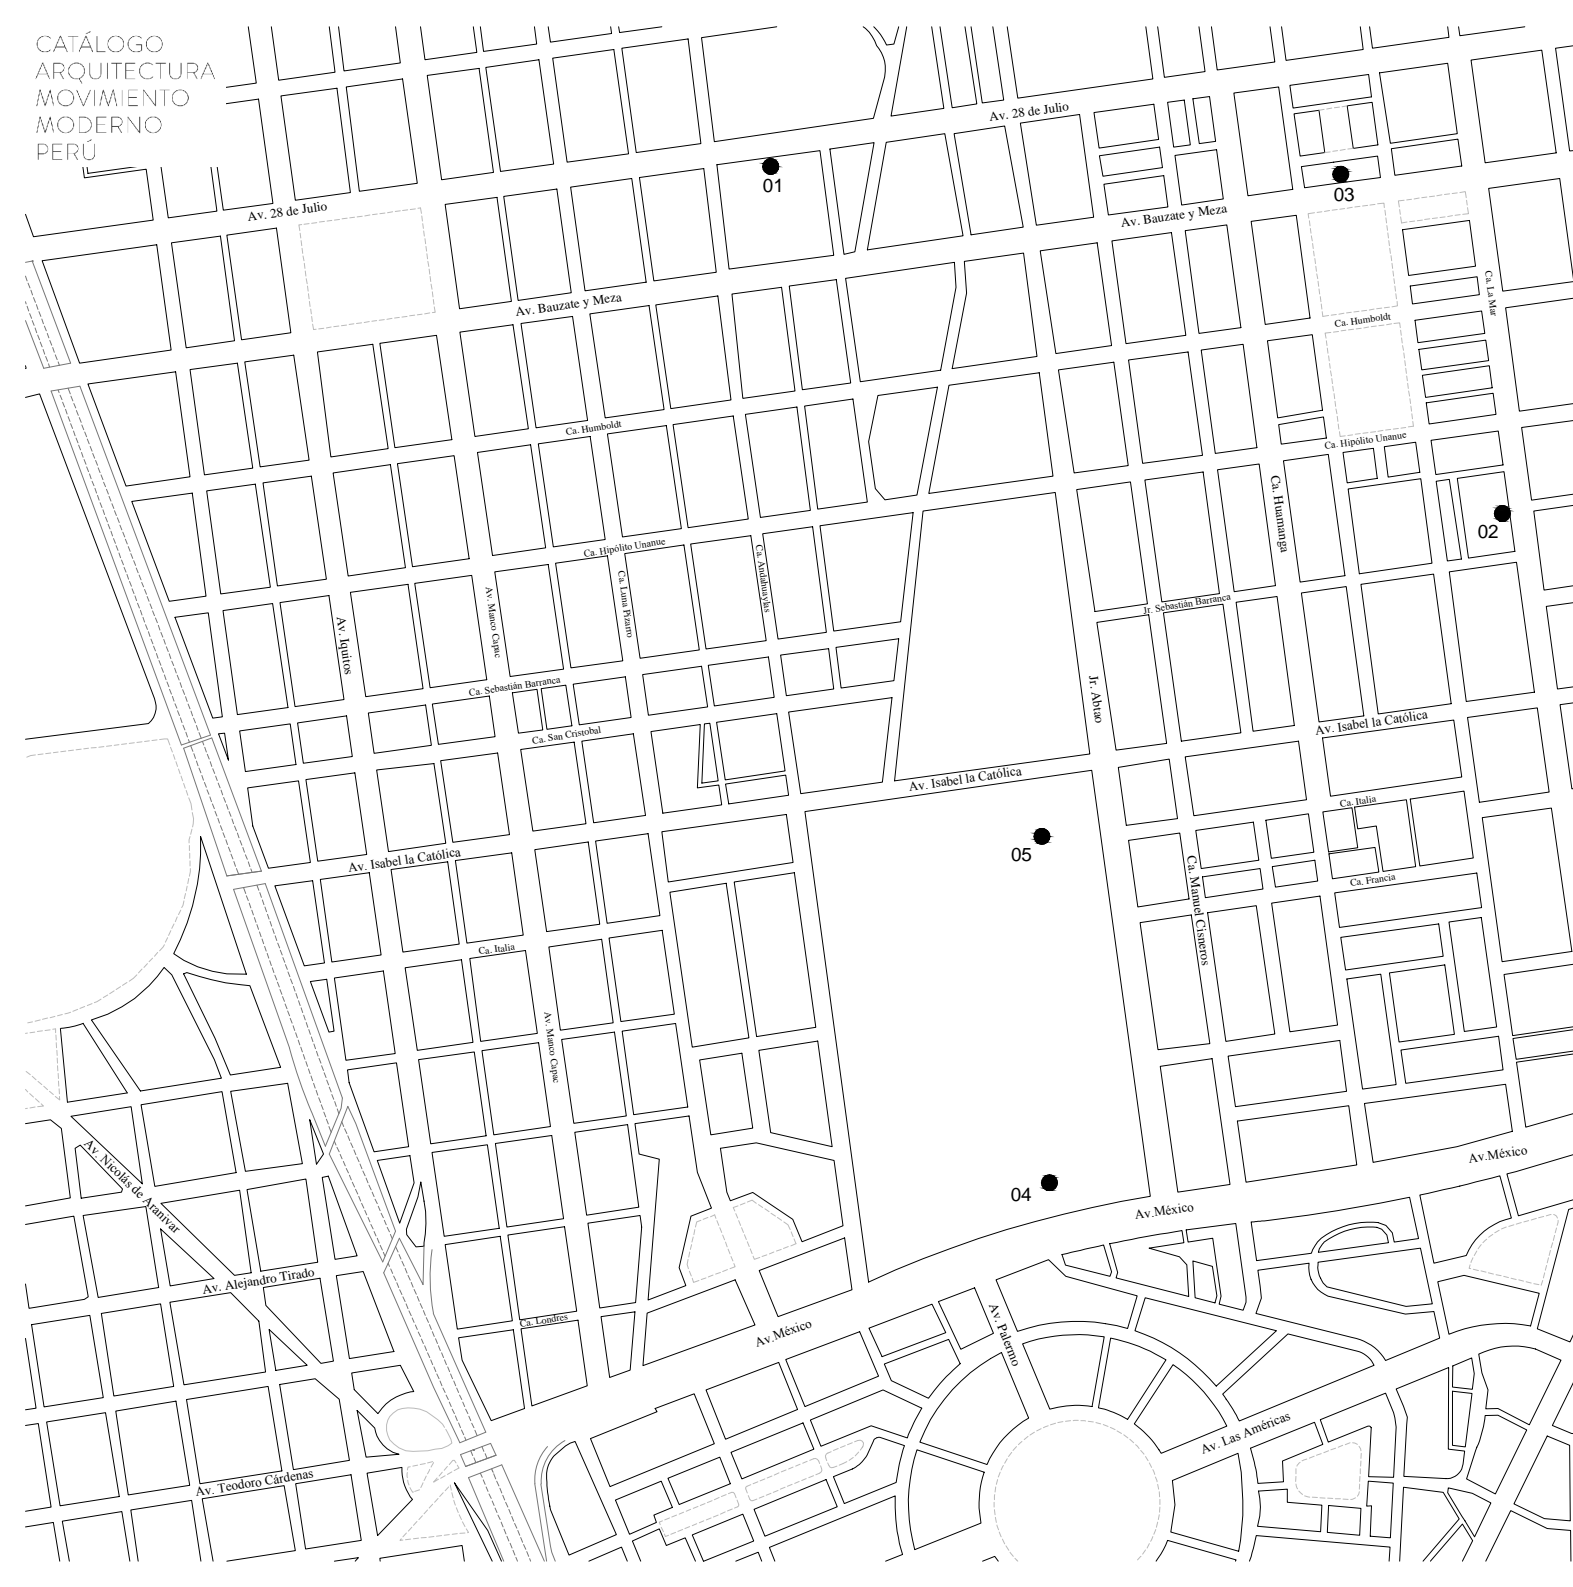 CATÁLOGO
ARQUITECTURA
MOVIMIENTO
MODERNO
PERÚ
Av. 28 de Julio
01
03
Av. 28 de Julio
Av. Bauzate y Meza
Ca. La Mar
Av. Bauzate y Meza
Ca. Humboldt
Ca. Humboldt
Ca. Hipólito Unanue
Ca. Huamanga
02
Ca. Hipólito Unanue
Ca. Andahuaylas
Ca. Luna Pizarro
Av. Manco Capac
Av. Iquitos
Jr. Sebastián Barranca
Ca. Sebastián Barranca
Jr. Abtao
Ca. San Cristobal
Av. Isabel la Católica
Av. Isabel la Católica
Ca. Italia
05
Av. Isabel la Católica
Ca. Manuel Cisneros
Ca. Francia
Ca. Italia
Av. Manco Capac
Av. Nicolás de Aranivar
Av.México
04
Av.México
Av. Alejandro Tirado
Ca. Londres
Av.México
Av. Palermo
Av. Las Américas
Av. Teodoro Cárdenas